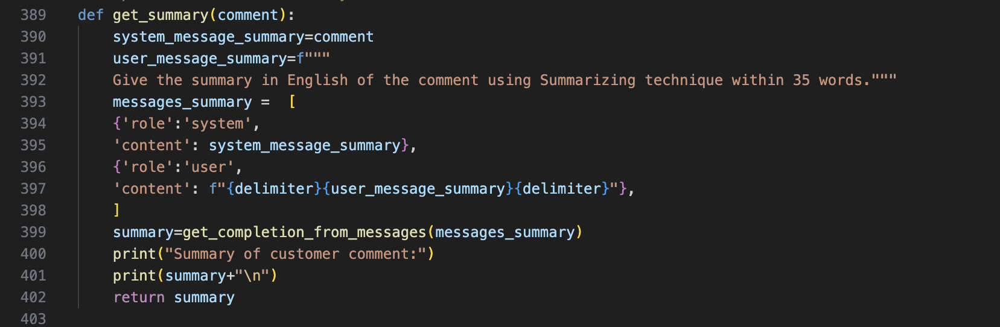 389 def get_summary(comment):
390 system_message_summary=comment
391 user_message_summary=f"""
392 Give the summary in English of the comment using Summarizing technique within 35 words."""
393 messages_summary =  [
394 {'role':'system',
395 'content': system_message_summary},
396 {'role':'user',
397 'content': f"{delimiter}{user_message_summary}{delimiter}"},
398 ]
399 summary=get_completion_from_messages(messages_summary)
400 print("Summary of customer comment:")
401 print(summary+"\n")
402 return summary
403